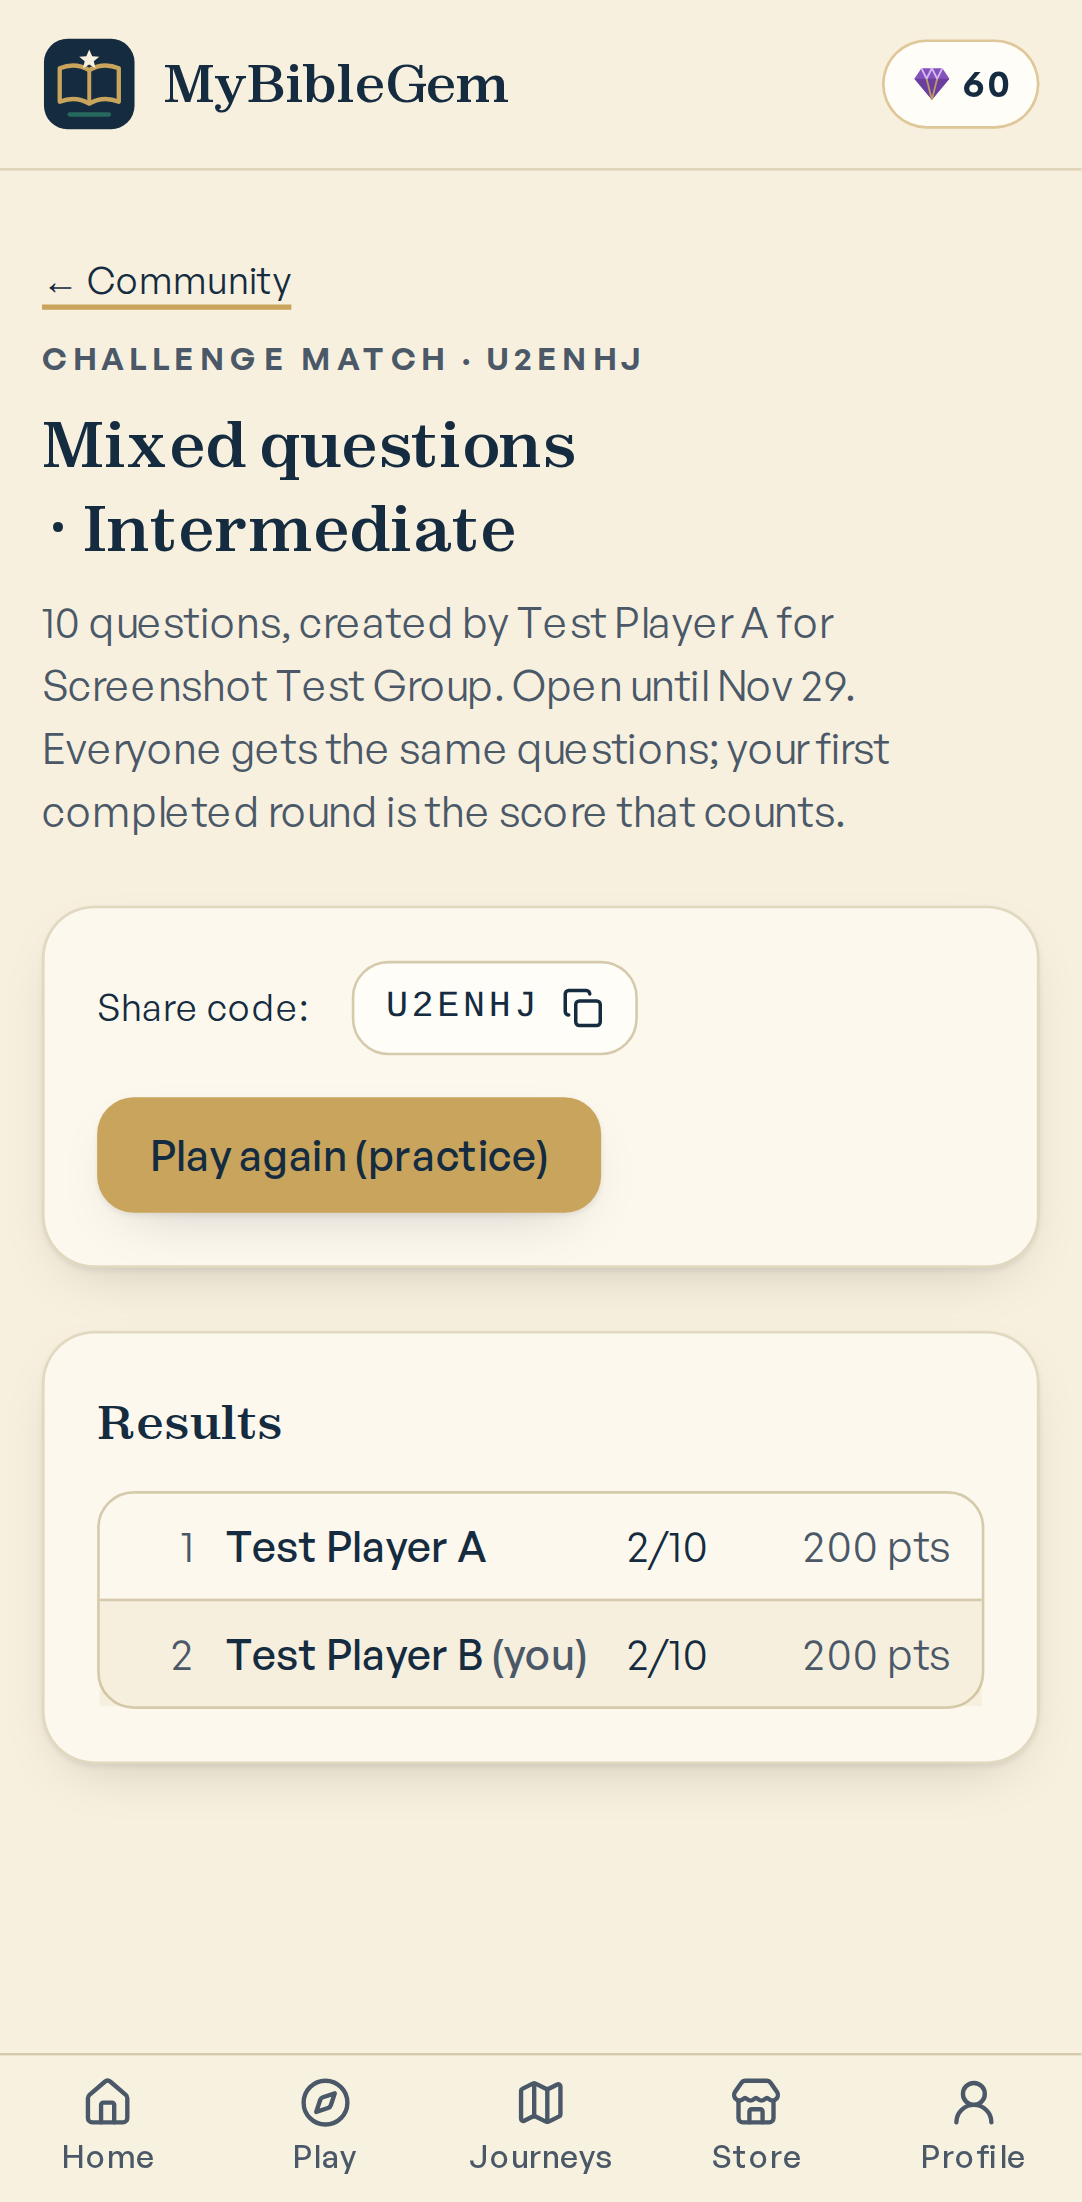 MyBibleGem
60
← Community
CHALLENGE MATCH · U2ENHJ
Mixed questions
· Intermediate
10 questions, created by Test Player A for
Screenshot Test Group. Open until Nov 29.
Everyone gets the same questions; your first
completed round is the score that counts.
Share code: U2ENHJ
Play again (practice)
Results
1 Test Player A 2/10 200 pts
2 Test Player B (you) 2/10 200 pts
Home Play Journeys Store Profile